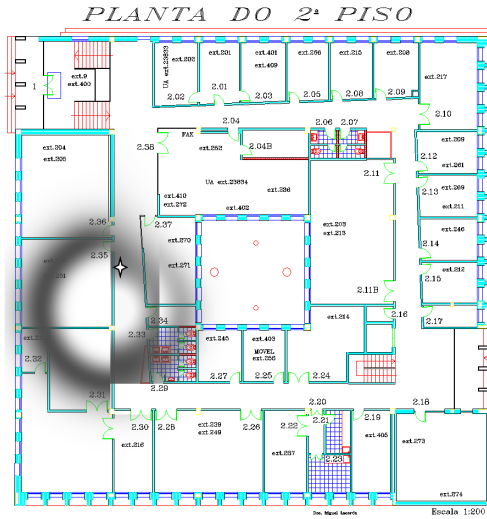 PLANTA DO 2º PISO
1
ext.9
ext.400
UA ext.23833
ext.203
ext.201
ext.401
ext.409
ext.266
ext.215
ext.208
ext.217
2.02
2.01
2.03
2.05
2.08
2.09
2.10
2.04
2.06
2.07
FAX
2.38
ext.252
2.04B
ext.204
ext.205
ext.209
ext.261
2.12
2.11
UA ext.23834
ext.236
ext.410
ext.272
ext.402
2.13
ext.269
ext.211
2.36
2.37
ext.203
ext.213
ext.246
2.14
ext.270
ext.271
2.35
2.15
ext.212
2.11B
2.16
2.17
2.34
2.33
ext.214
ext.245
ext.403
MOVEL
ext.256
2.32
2.29
2.27
2.25
2.24
2.31
2.30
2.28
2.26
2.20
2.21
2.22
2.19
2.18
ext.216
ext.239
ext.249
ext.267
ext.405
ext.273
2.23
ext.274
Des. Miguel Lacerda
Escala 1:200